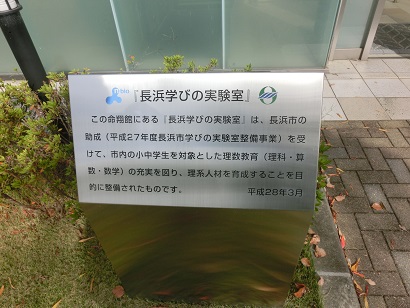 『長浜学びの実験室』
この命翔館にある『長浜学びの実験室』は、長浜市の
助成（平成27年度長浜市学びの実験室整備事業）を受
けて、市内の小中学生を対象とした理数教育（理科・算
数・数学）の充実を図り、理系人材を育成することを目
的に整備されたものです。
平成28年3月